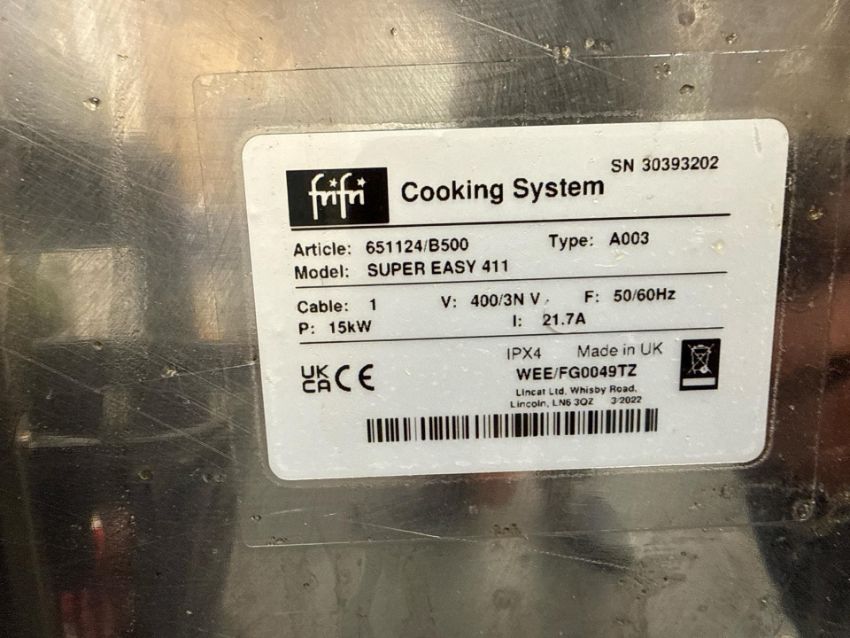 SN 30393202
frifri Cooking System
Article: 651124/B500 Type: A003
Model: SUPER EASY 411
Cable: 1 V: 400/3N V F: 50/60Hz
P: 15kW I: 21.7A
IPX4 Made in UK
UK CA CE WEE/FG0049TZ
Lincat Ltd, Whisby Road,
Lincoln, LN6 3QZ 3/2022